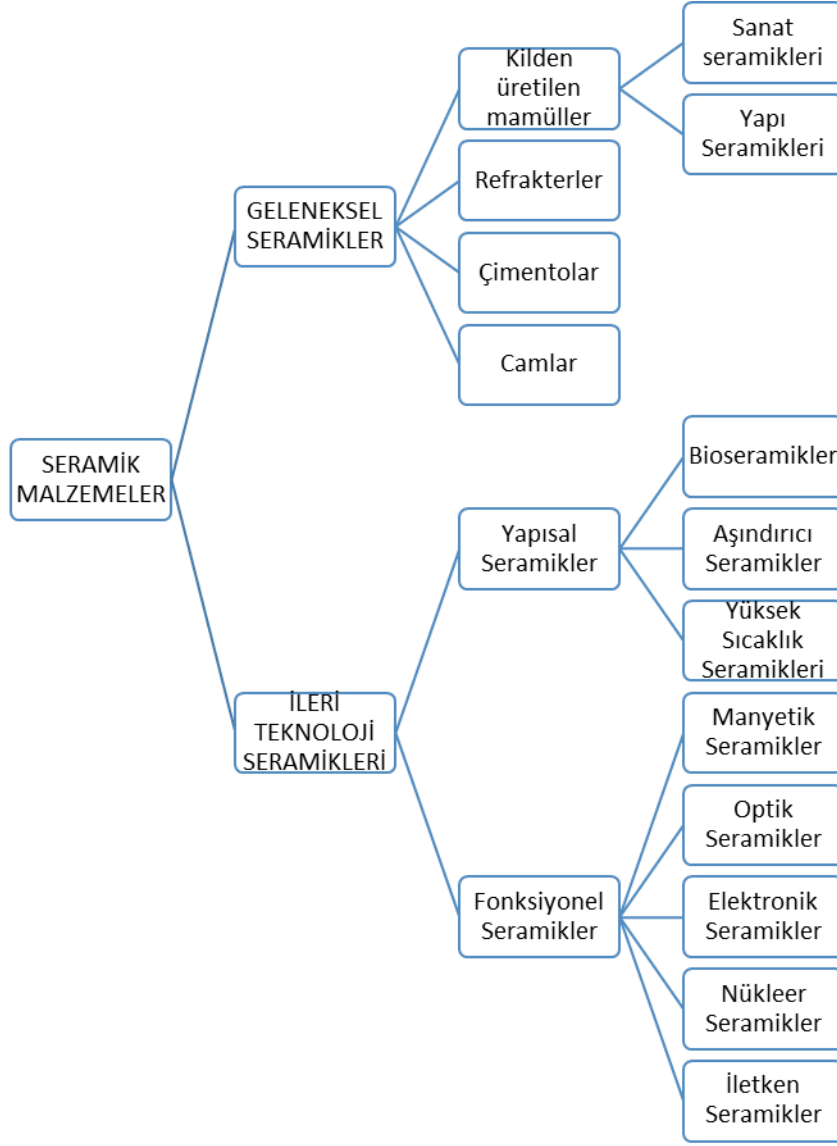 Sanat
seramikleri
Kilden
üretilen
mamüller
Yapı
Seramikleri
Refrakterler
GELENEKSEL
SERAMİKLER
Çimentolar
Camlar
SERAMİK
MALZEMELER
Bioseramikler
Yapısal
Seramikler
Aşındırıcı
Seramikler
Yüksek
Sıcaklık
Seramikleri
İLERİ
TEKNOLOJİ
SERAMİKLERİ
Manyetik
Seramikler
Optik
Seramikler
Fonksiyonel
Seramikler
Elektronik
Seramikler
Nükleer
Seramikler
İletken
Seramikler